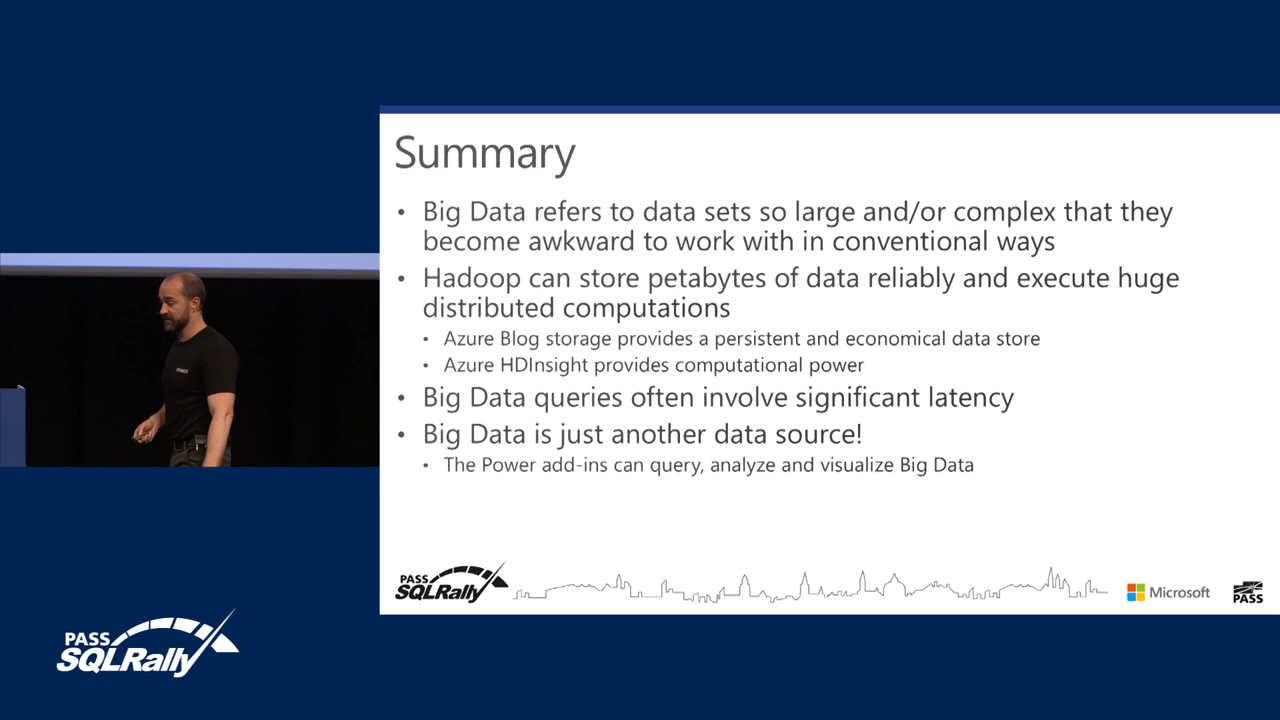 Summary
• Big Data refers to data sets so large and/or complex that they
become awkward to work with in conventional ways
• Hadoop can store petabytes of data reliably and execute huge
distributed computations
• Azure Blog storage provides a persistent and economical data store
• Azure HDInsight provides computational power
• Big Data queries often involve significant latency
• Big Data is just another data source!
• The Power add-ins can query, analyze and visualize Big Data
PASS
SQLRally
Microsoft
PASS
PASS
SQLRally